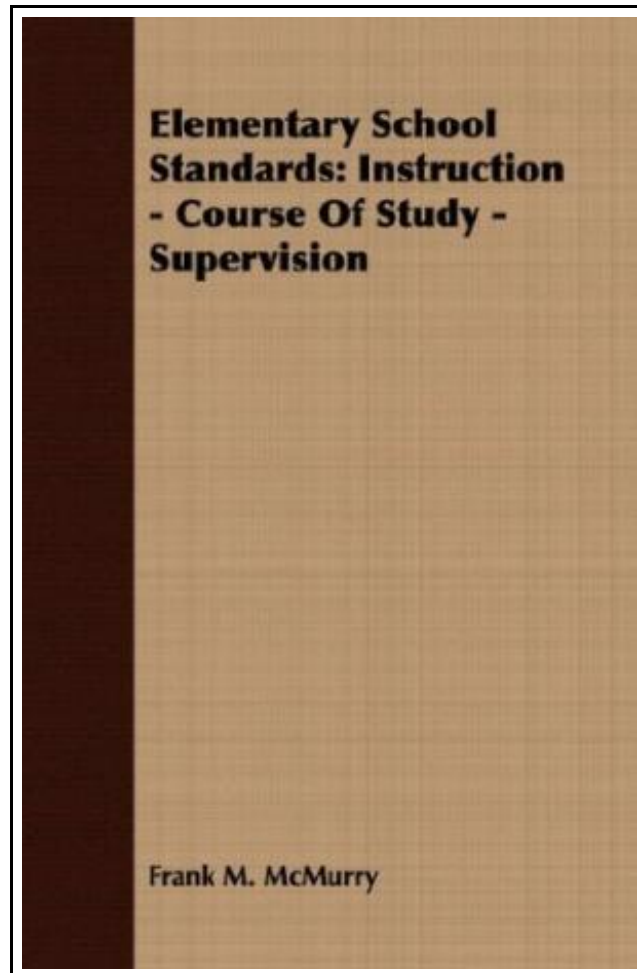 Elementary School
Standards: Instruction
- Course Of Study -
Supervision
Frank M. McMurry